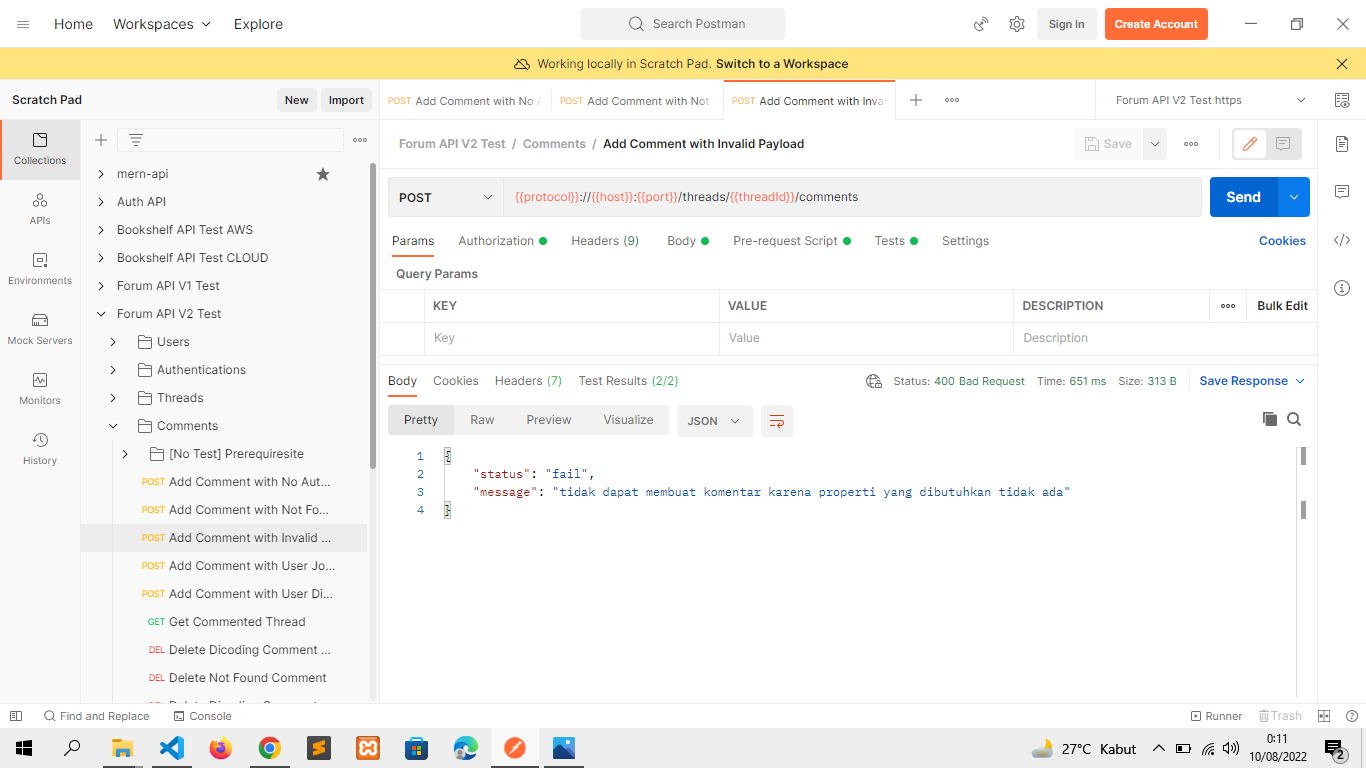 Home Workspaces Explore Search Postman Sign In Create Account
Working locally in Scratch Pad. Switch to a Workspace
Scratch Pad New Import
POST Add Comment with No POST Add Comment with Not POST Add Comment with Inva Forum API V2 Test https
Collections
APIs
Environments
Mock Servers
Monitors
History
mern-api
Auth API
Bookshelf API Test AWS
Bookshelf API Test CLOUD
Forum API V1 Test
Forum API V2 Test
Users
Authentications
Threads
Comments
[No Test] Prerequiresite
POST Add Comment with No Aut...
POST Add Comment with Not Fo...
POST Add Comment with Invalid ...
POST Add Comment with User Jo...
POST Add Comment with User Di...
GET Get Commented Thread
DEL Delete Dicoding Comment ...
DEL Delete Not Found Comment
Forum API V2 Test / Comments / Add Comment with Invalid Payload Save
POST {{protocol}}://{{host}}:{{port}}/threads/{{threadId}}/comments Send
Params Authorization Headers (9) Body Pre-request Script Tests Settings Cookies
Query Params
KEY VALUE DESCRIPTION Bulk Edit
Key Value Description
Body Cookies Headers (7) Test Results (2/2) Status: 400 Bad Request Time: 651 ms Size: 313 B Save Response
Pretty Raw Preview Visualize JSON
1 {
2 "status": "fail",
3 "message": "tidak dapat membuat komentar karena properti yang dibutuhkan tidak ada"
4 }
Find and Replace Console Runner Trash
27°C Kabut 0:11
10/08/2022 2